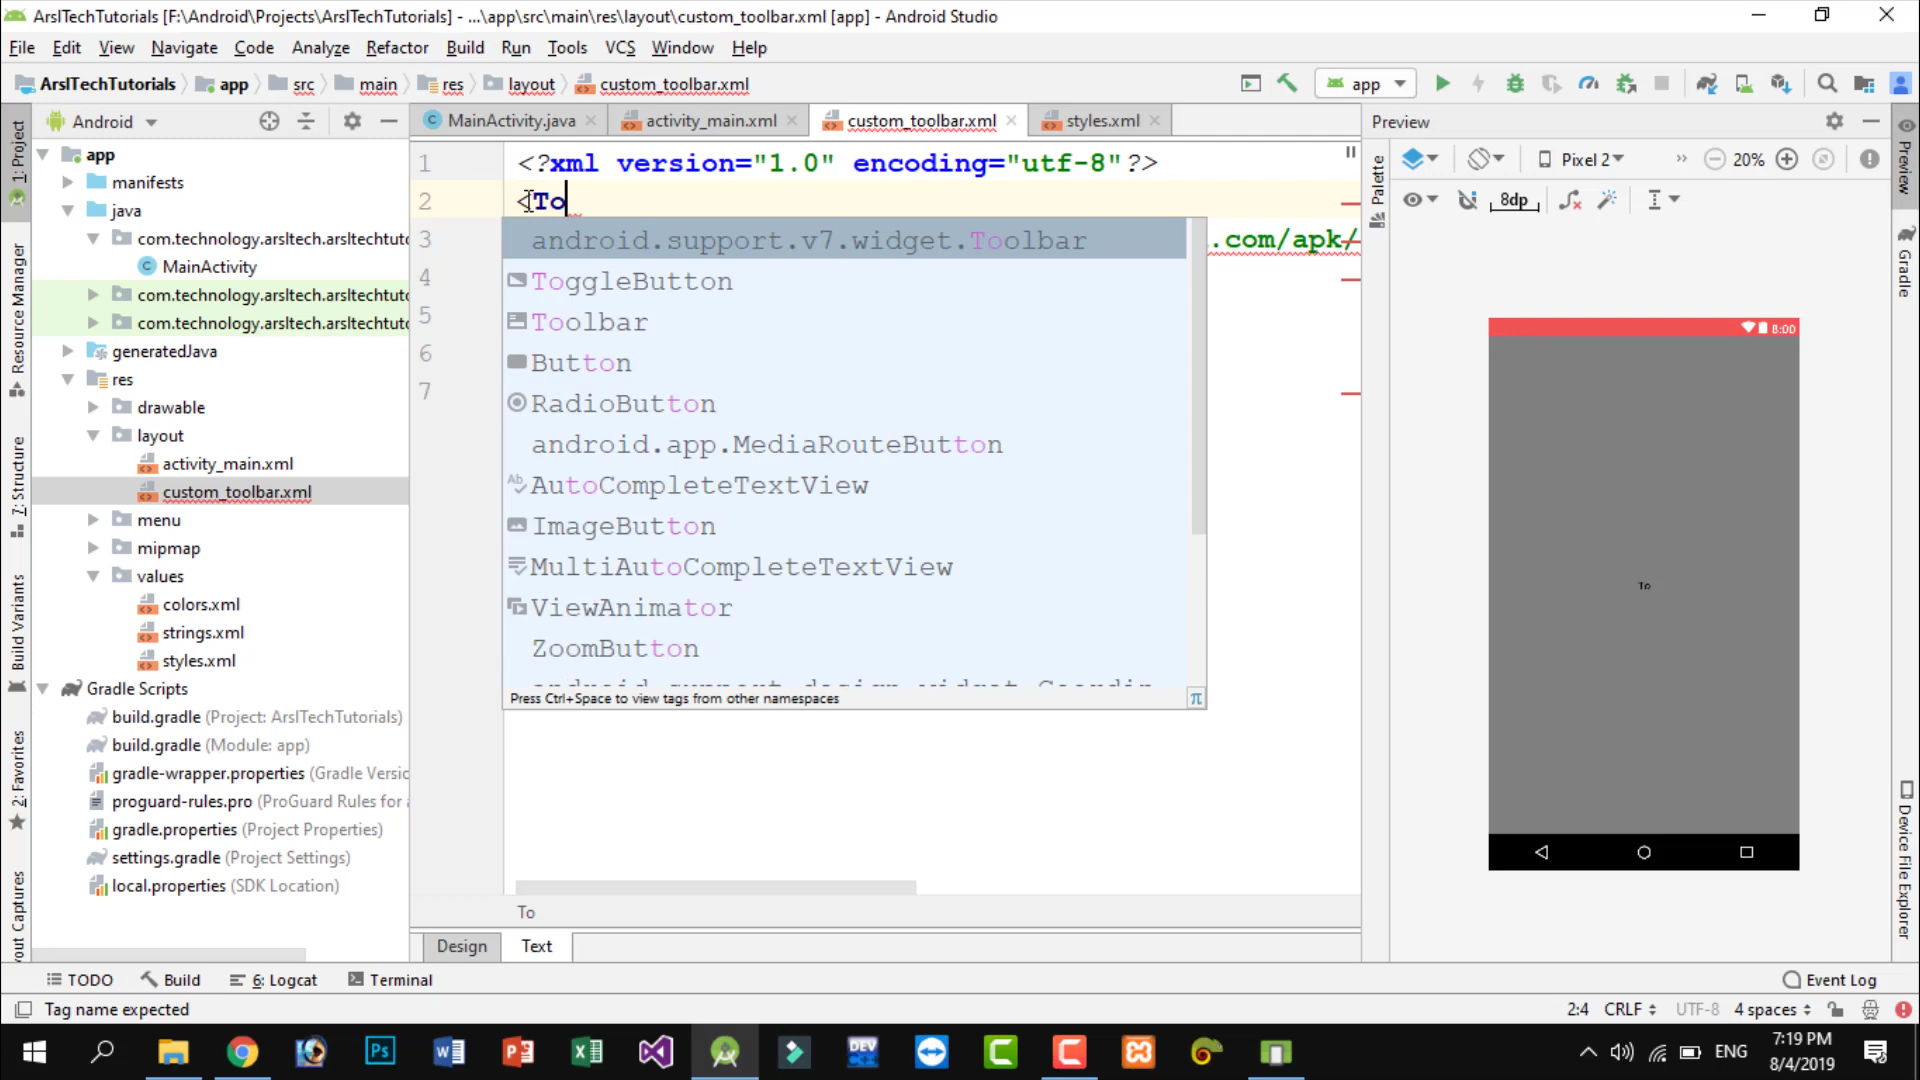 ArslTechTutorials [F:\Android\Projects\ArslTechTutorials] - ...\app\src\main\res\layout\custom_toolbar.xml [app] - Android Studio
File Edit View Navigate Code Analyze Refactor Build Run Tools VCS Window Help
ArslTechTutorials app src main res layout custom_toolbar.xml app
Android
MainActivity.java activity_main.xml custom_toolbar.xml styles.xml
Preview
1: Project
Resource Manager
7: Structure
Build Variants
2: Favorites
app
manifests
java
com.technology.arsltech.arsltechtuto
MainActivity
com.technology.arsltech.arsltechtuto
com.technology.arsltech.arsltechtuto
generatedJava
res
drawable
layout
activity_main.xml
custom_toolbar.xml
menu
mipmap
values
colors.xml
strings.xml
styles.xml
Gradle Scripts
build.gradle (Project: ArslTechTutorials)
build.gradle (Module: app)
gradle-wrapper.properties (Gradle Versio
proguard-rules.pro (ProGuard Rules for a
gradle.properties (Project Properties)
settings.gradle (Project Settings)
local.properties (SDK Location)
1 <?xml version="1.0" encoding="utf-8"?>
2 <To
3 .com/apk/
4
5
6
7
android.support.v7.widget.Toolbar
ToggleButton
Toolbar
Button
RadioButton
android.app.MediaRouteButton
AutoCompleteTextView
ImageButton
MultiAutoCompleteTextView
ViewAnimator
ZoomButton
Press Ctrl+Space to view tags from other namespaces
π
To
Design Text
Palette
Pixel 2 20%
8dp
8:00
To
Preview
Gradle
Device File Explorer
TODO Build 6: Logcat Terminal Event Log
Tag name expected 2:4 CRLF UTF-8 4 spaces
ENG 7:19 PM
8/4/2019